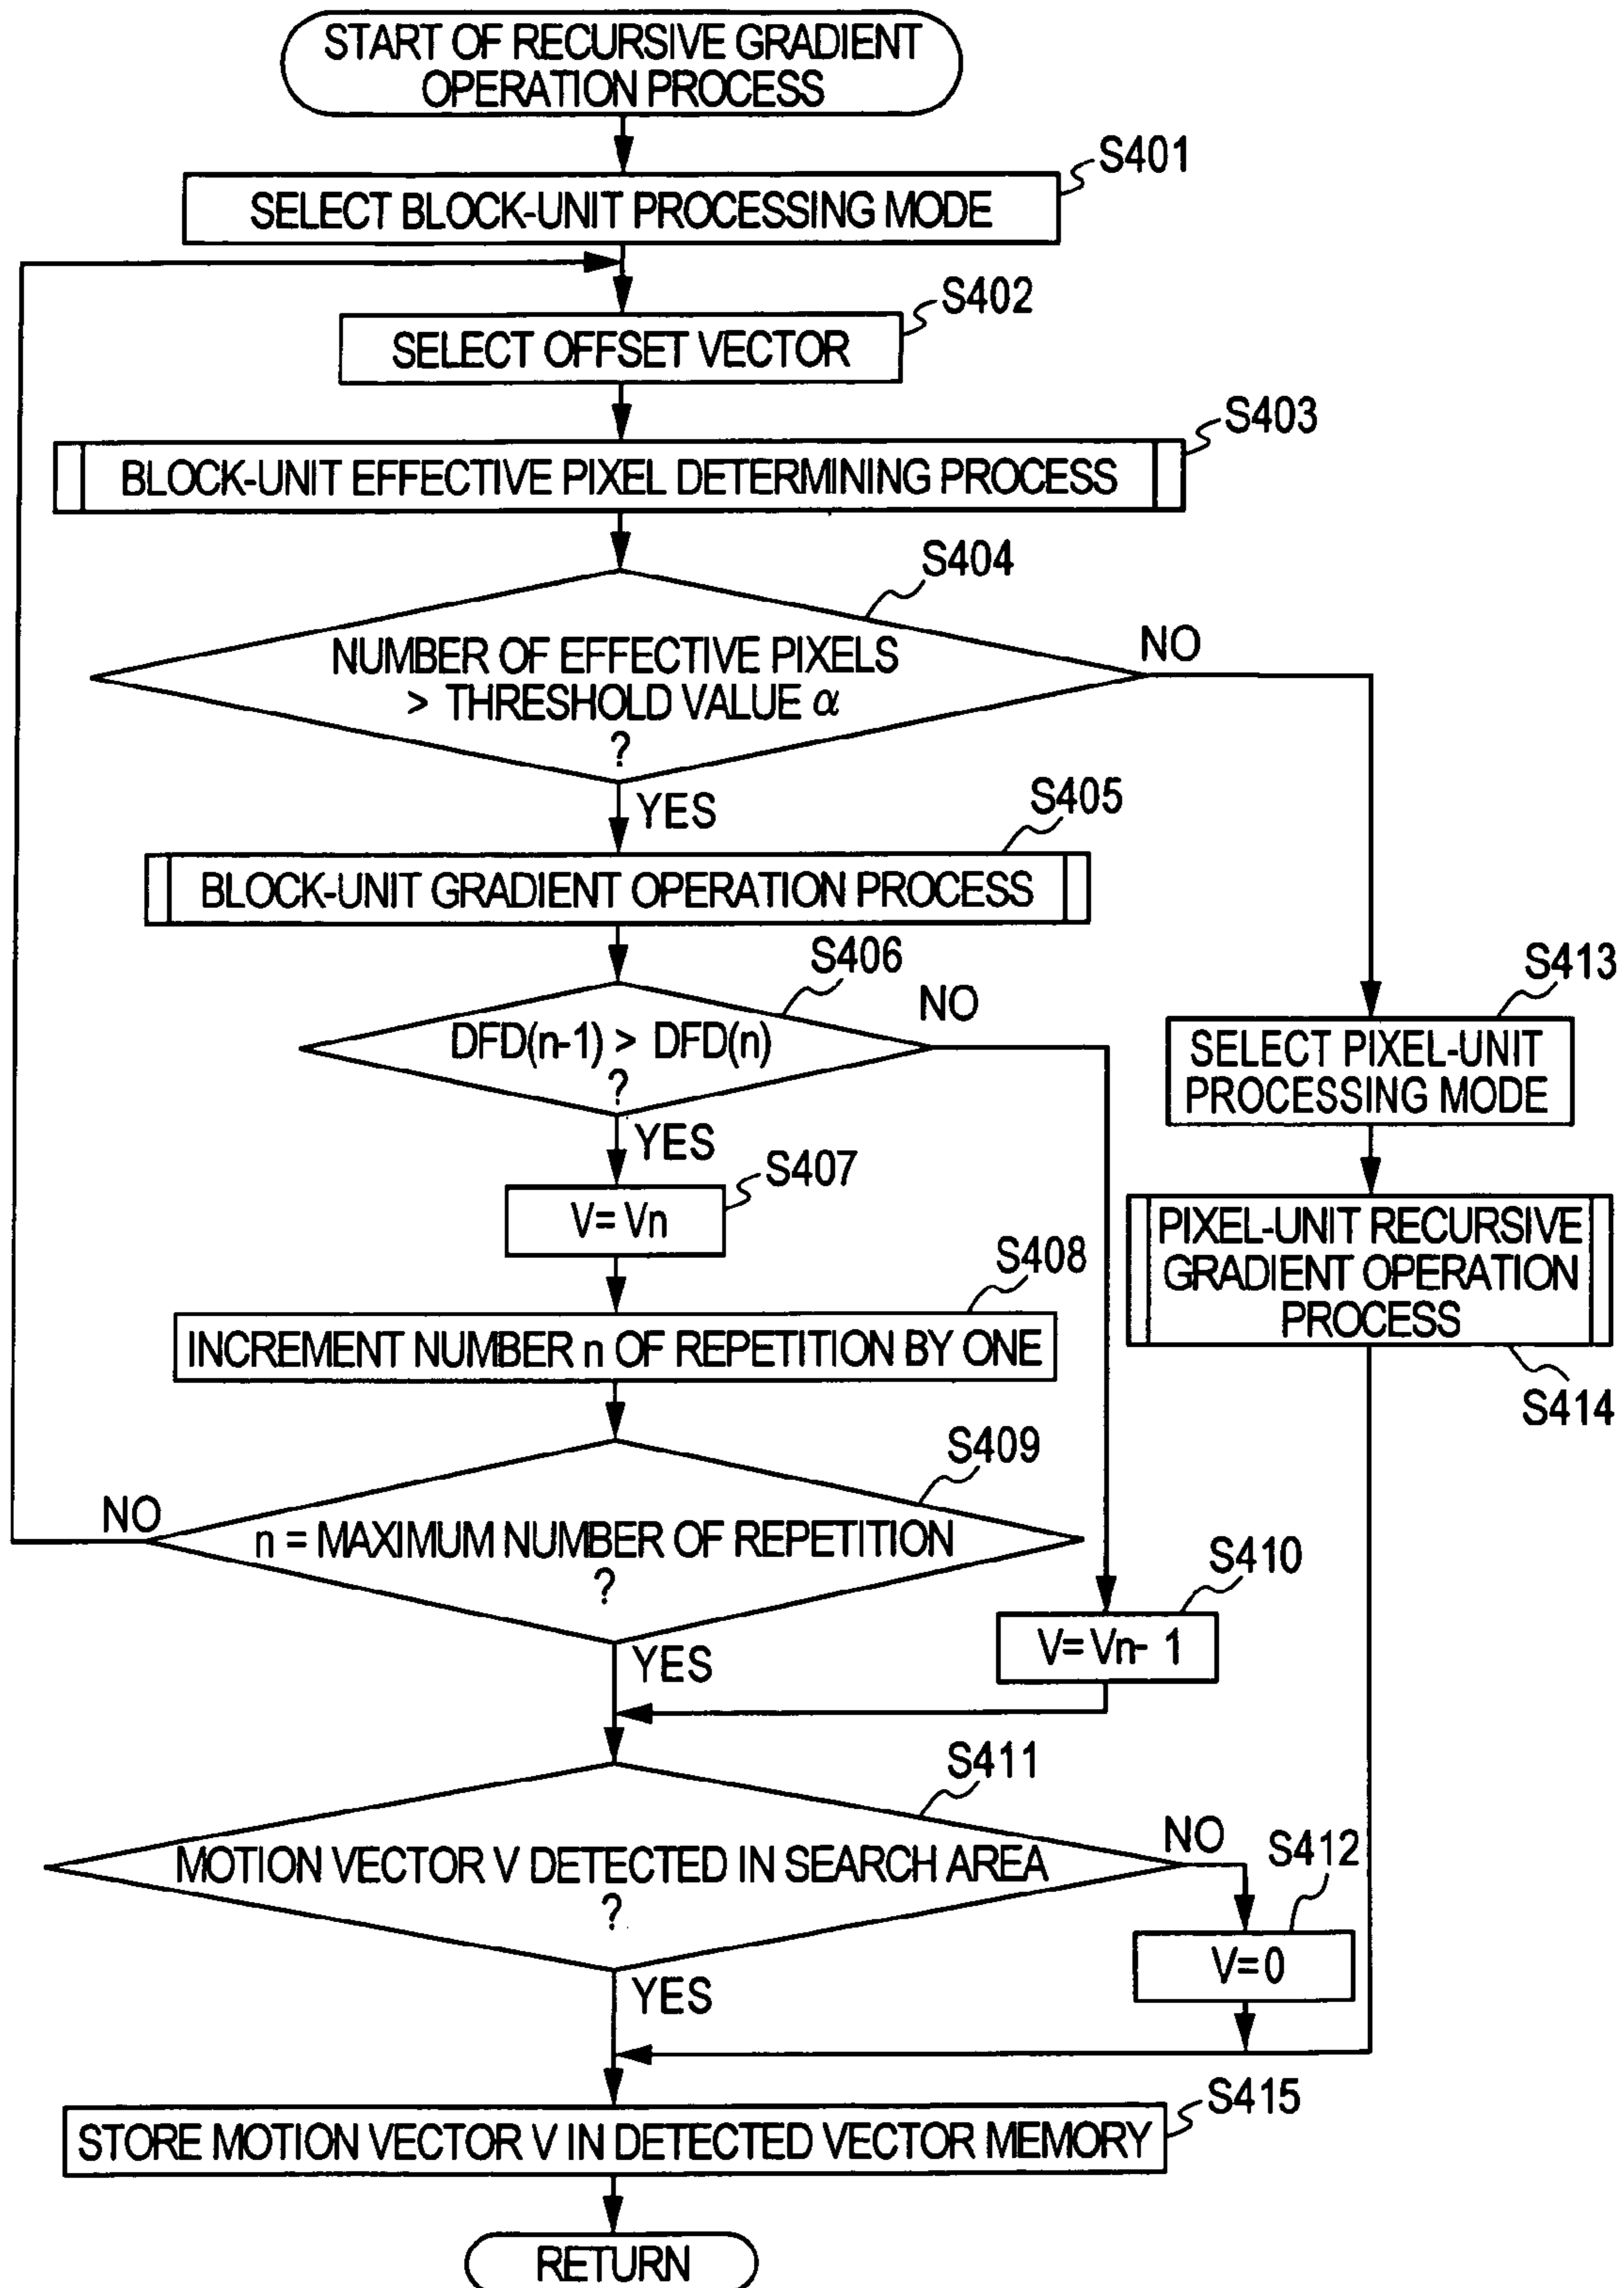 START OF RECURSIVE GRADIENT
OPERATION PROCESS
S401
SELECT BLOCK-UNIT PROCESSING MODE
S402
SELECT OFFSET VECTOR
S403
BLOCK-UNIT EFFECTIVE PIXEL DETERMINING PROCESS
S404
NUMBER OF EFFECTIVE PIXELS
> THRESHOLD VALUE α
?
NO
YES
S405
BLOCK-UNIT GRADIENT OPERATION PROCESS
S406
DFD(n-1) > DFD(n)
?
NO
YES
S407
V= Vn
S408
INCREMENT NUMBER n OF REPETITION BY ONE
S409
n = MAXIMUM NUMBER OF REPETITION
?
NO
YES
S410
V= Vn- 1
S411
MOTION VECTOR V DETECTED IN SEARCH AREA
?
NO
YES
S412
V=0
S413
SELECT PIXEL-UNIT
PROCESSING MODE
PIXEL-UNIT RECURSIVE
GRADIENT OPERATION
PROCESS
S414
S415
STORE MOTION VECTOR V IN DETECTED VECTOR MEMORY
RETURN